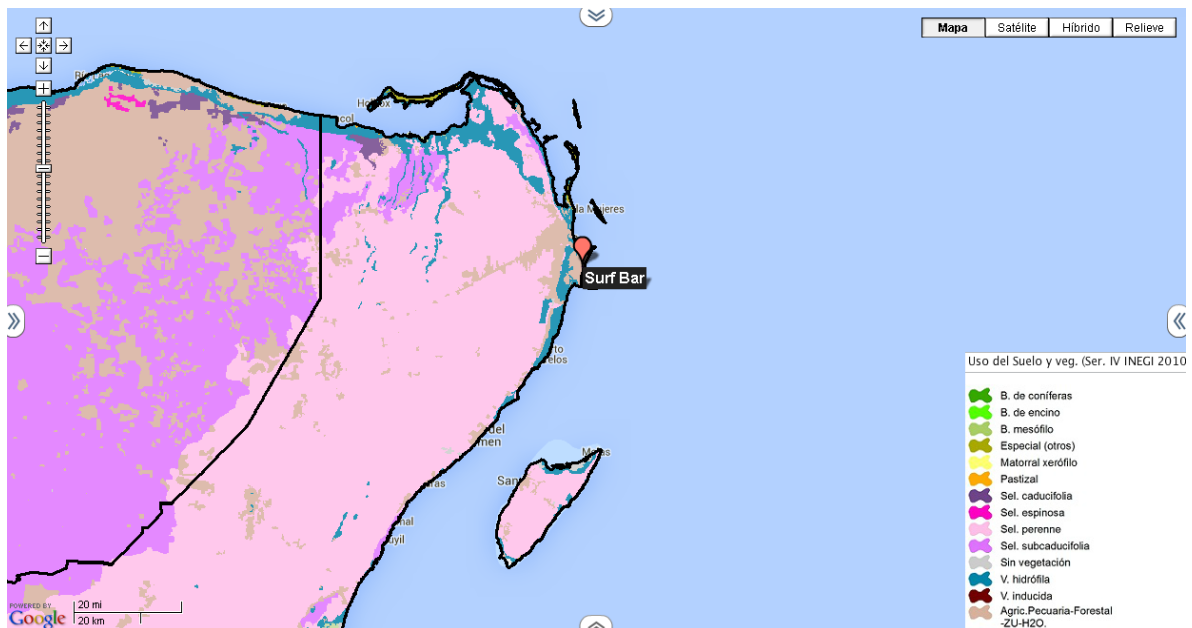 Mapa
Satélite
Híbrido
Relieve
Mujeres
Surf Bar
Uso del Suelo y veg. (Ser. IV INEGI 2010
B. de coníferas
B. de encino
B. mesófilo
Especial (otros)
Matorral xerófilo
Pastizal
Sel. caducifolia
Sel. espinosa
Sel. perenne
Sel. subcaducifolia
Sin vegetación
V. hidrófila
V. inducida
Agric.Pecuaria-Forestal
-ZU-H2O.
POWERED BY
Google
20 mi
20 km